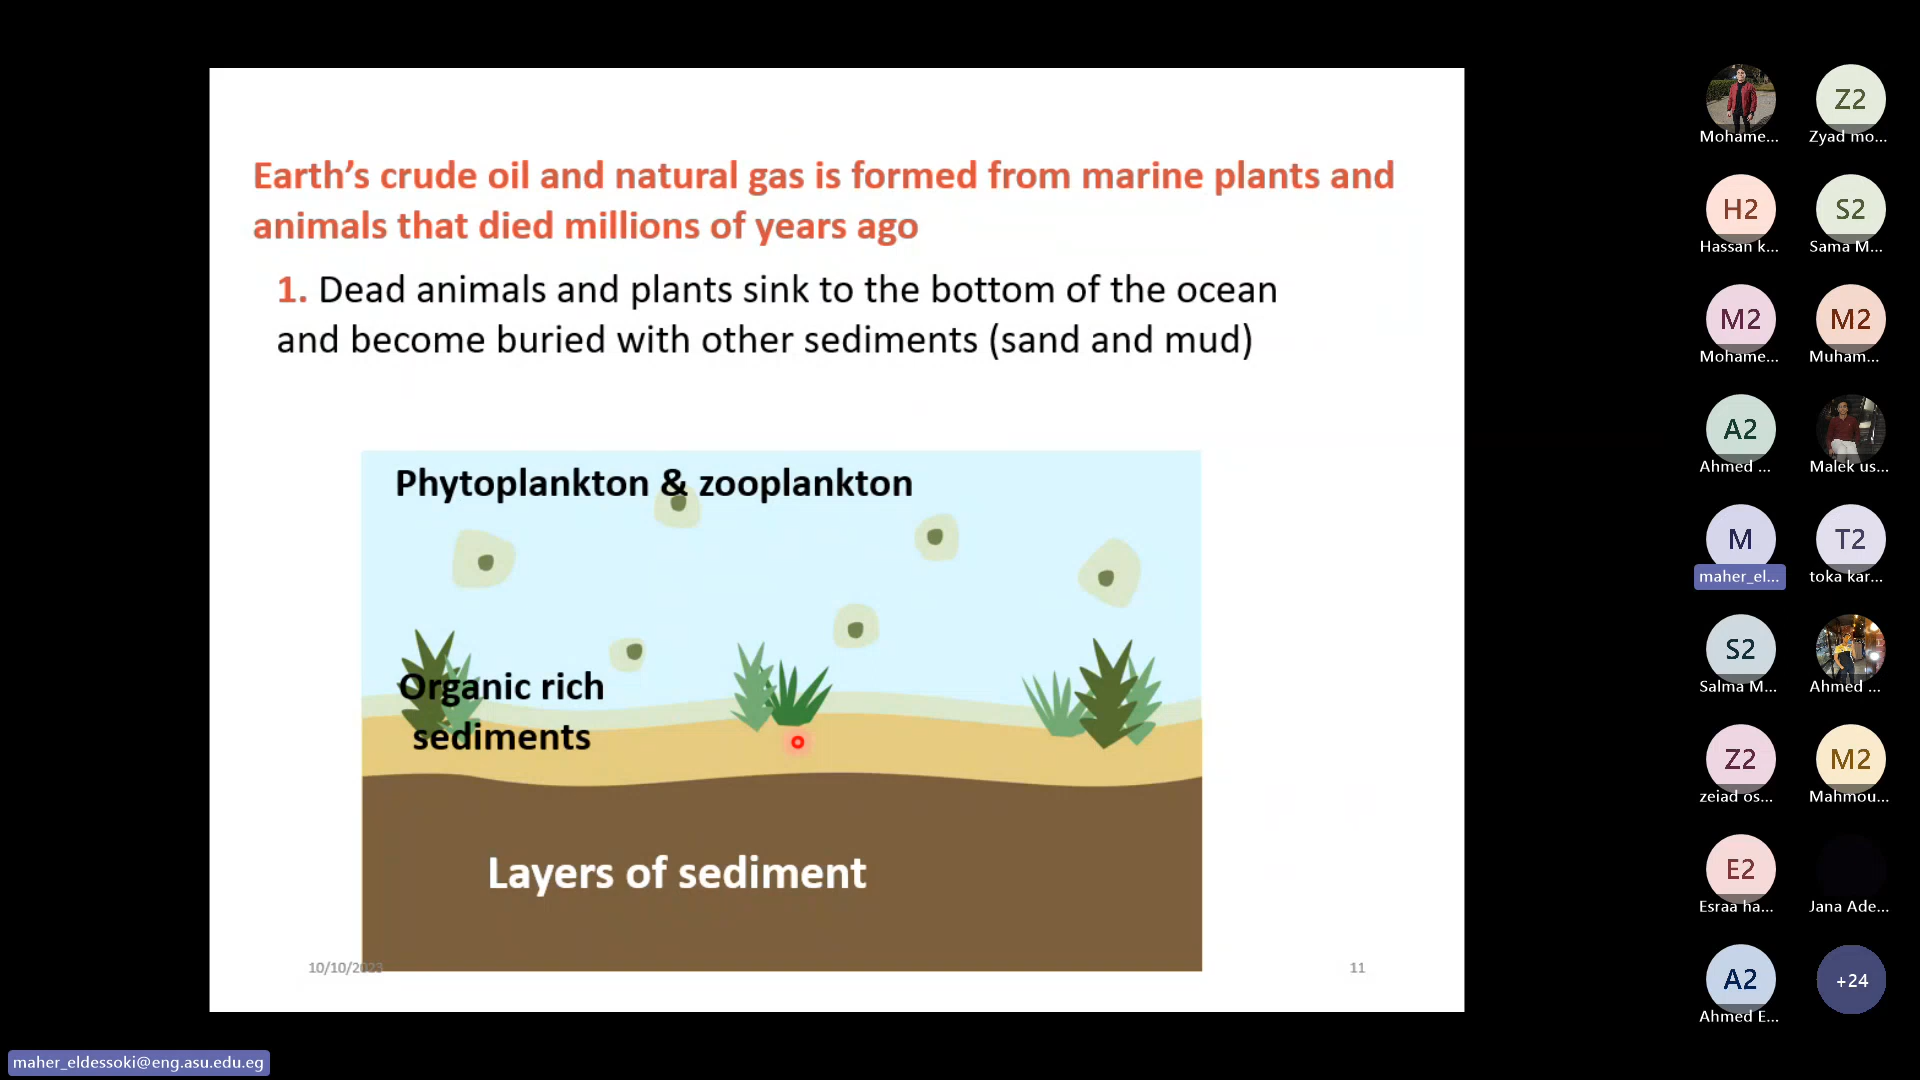 Earth’s crude oil and natural gas is formed from marine plants and
animals that died millions of years ago
1. Dead animals and plants sink to the bottom of the ocean
and become buried with other sediments (sand and mud)
Phytoplankton & zooplankton
Organic rich
sediments
Layers of sediment
10/10/2023
11
Z2
Mohame...
Zyad mo...
H2
S2
Hassan k...
Sama M...
M2
M2
Mohame...
Muham...
A2
Ahmed ...
Malek us...
M
T2
maher_el...
toka kar...
S2
Salma M...
Ahmed ...
Z2
M2
zeiad os...
Mahmou...
E2
Esraa ha...
Jana Ade...
A2
+24
Ahmed E...
maher_eldessoki@eng.asu.edu.eg